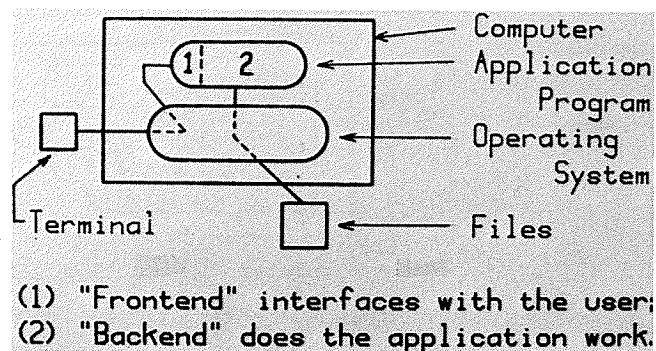 Computer
1 2
Application
Program
Operating
System
Terminal
Files
(1) "Frontend" interfaces with the user;
(2) "Backend" does the application work.